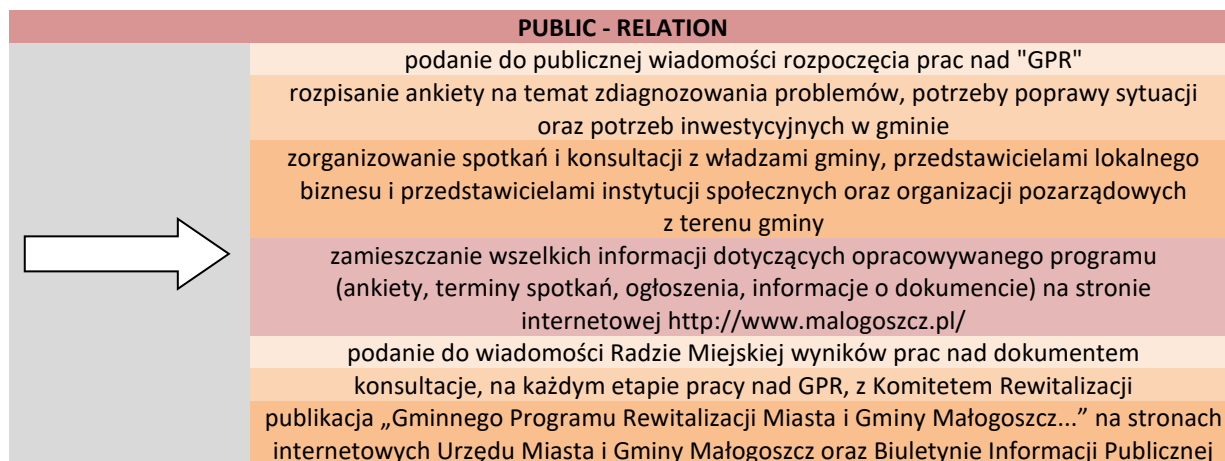 PUBLIC - RELATION
podanie do publicznej wiadomości rozpoczęcia prac nad "GPR"
rozpisanie ankiety na temat zdiagnozowania problemów, potrzeby poprawy sytuacji
oraz potrzeb inwestycyjnych w gminie
zorganizowanie spotkań i konsultacji z władzami gminy, przedstawicielami lokalnego
biznesu i przedstawicielami instytucji społecznych oraz organizacji pozarządowych
z terenu gminy
zamieszczanie wszelkich informacji dotyczących opracowywanego programu
(ankiety, terminy spotkań, ogłoszenia, informacje o dokumencie) na stronie
internetowej http://www.malogoszcz.pl/
podanie do wiadomości Radzie Miejskiej wyników prac nad dokumentem
konsultacje, na każdym etapie pracy nad GPR, z Komitetem Rewitalizacji
publikacja „Gminnego Programu Rewitalizacji Miasta i Gminy Małogoszcz...” na stronach
internetowych Urzędu Miasta i Gminy Małogoszcz oraz Biuletynie Informacji Publicznej